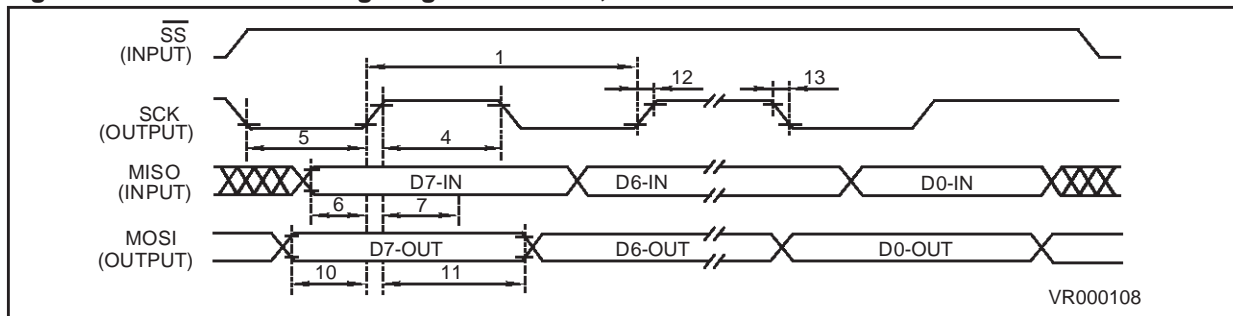 SS
(INPUT)
1
12
13
SCK
(OUTPUT)
5
4
MISO
(INPUT)
D7-IN
D6-IN
D0-IN
6
7
MOSI
(OUTPUT)
D7-OUT
D6-OUT
D0-OUT
10
11
VR000108